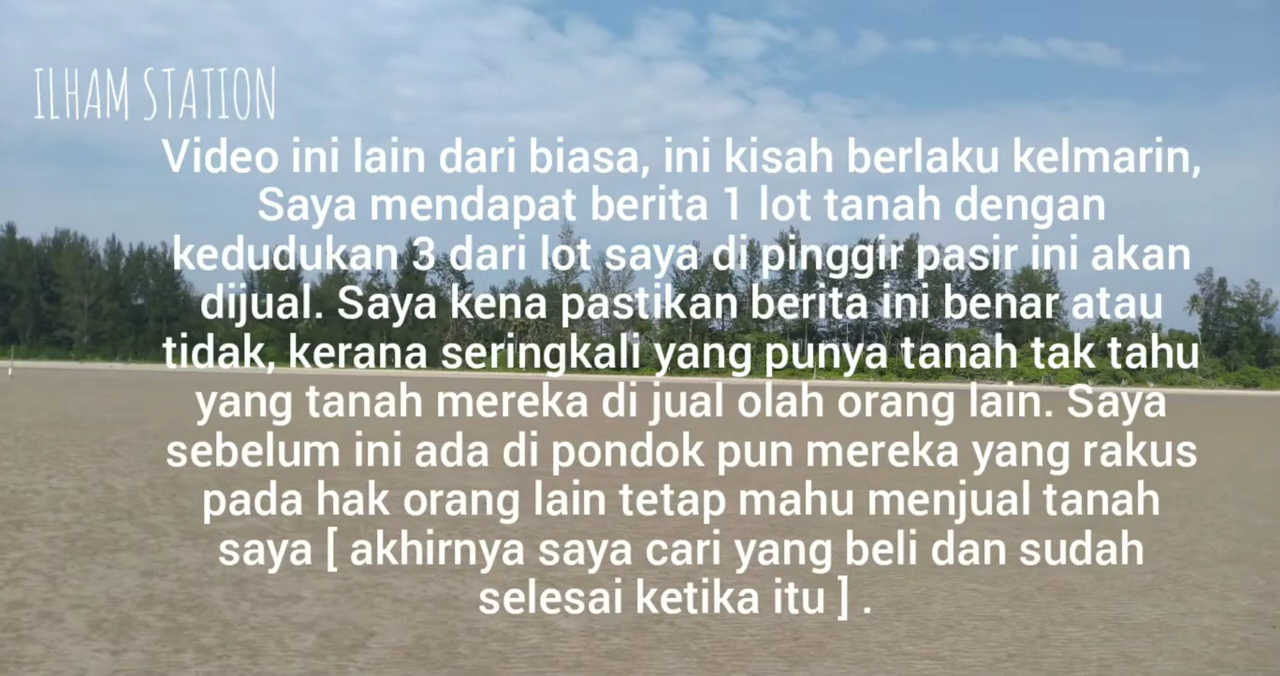 ILHAM STATION
Video ini lain dari biasa, ini kisah berlaku kelmarin,
Saya mendapat berita 1 lot tanah dengan
kedudukan 3 dari lot saya di pinggir pasir ini akan
dijual. Saya kena pastikan berita ini benar atau
tidak, kerana seringkali yang punya tanah tak tahu
yang tanah mereka di jual olah orang lain. Saya
sebelum ini ada di pondok pun mereka yang rakus
pada hak orang lain tetap mahu menjual tanah
saya [ akhirnya saya cari yang beli dan sudah
selesai ketika itu ] .